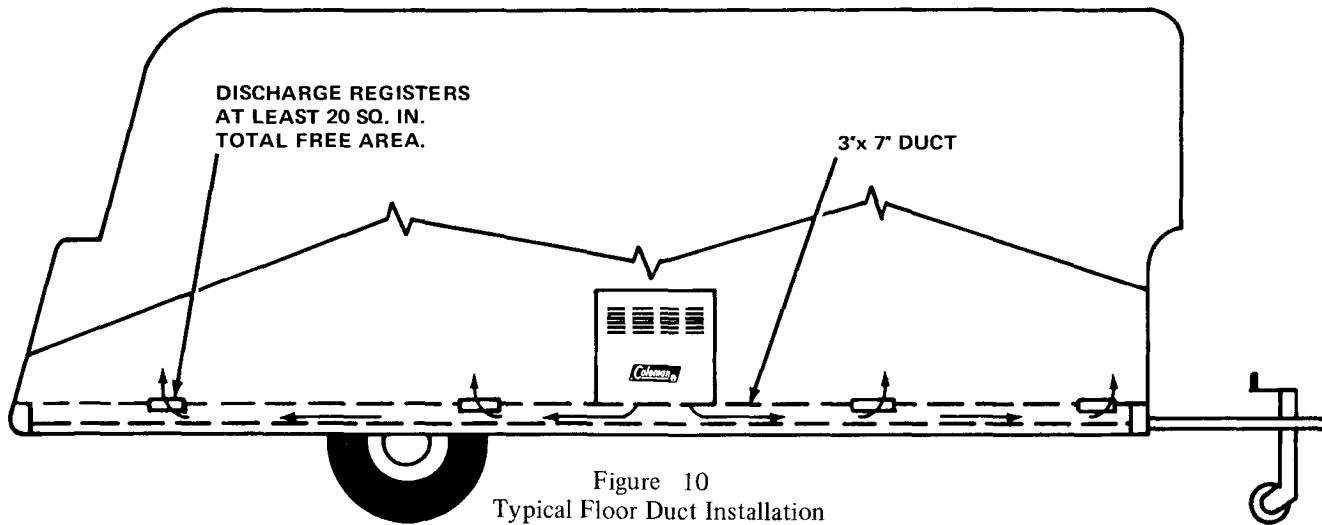 DISCHARGE REGISTERS
AT LEAST 20 SQ. IN.
TOTAL FREE AREA.
3"x 7" DUCT
Coleman
Figure 10
Typical Floor Duct Installation